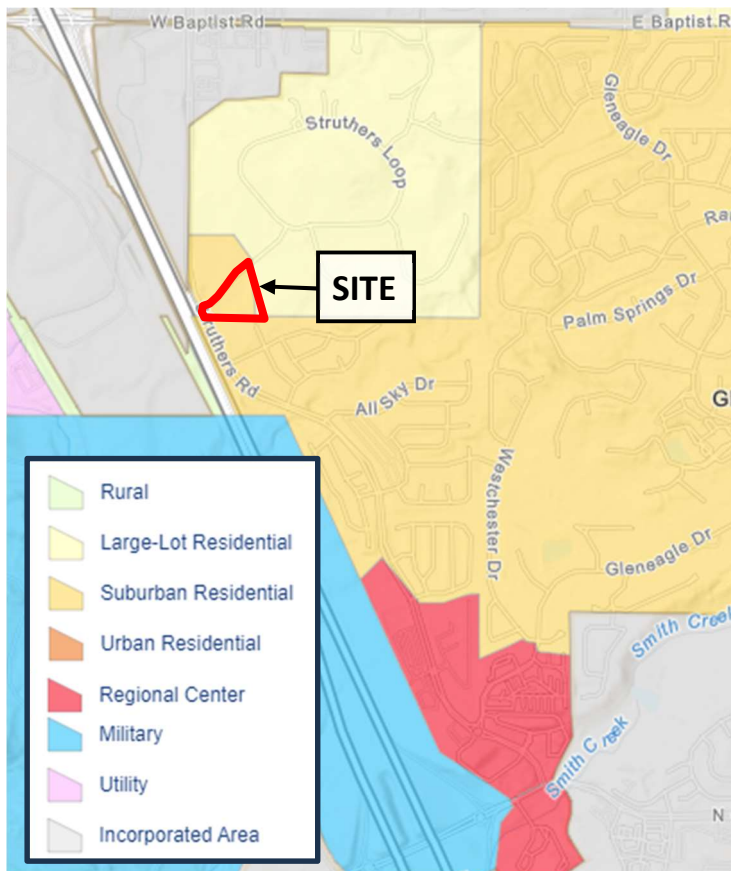 W Baptist Rd
E Baptist R
Struthers Loop
Gleneagle Dr
Ra
SITE
Palm Springs Dr
Struthers Rd
All Sky Dr
Gl
Westchester Dr
Gleneagle Dr
Smith Creek
Smith Creek
N
Rural
Large-Lot Residential
Suburban Residential
Urban Residential
Regional Center
Military
Utility
Incorporated Area